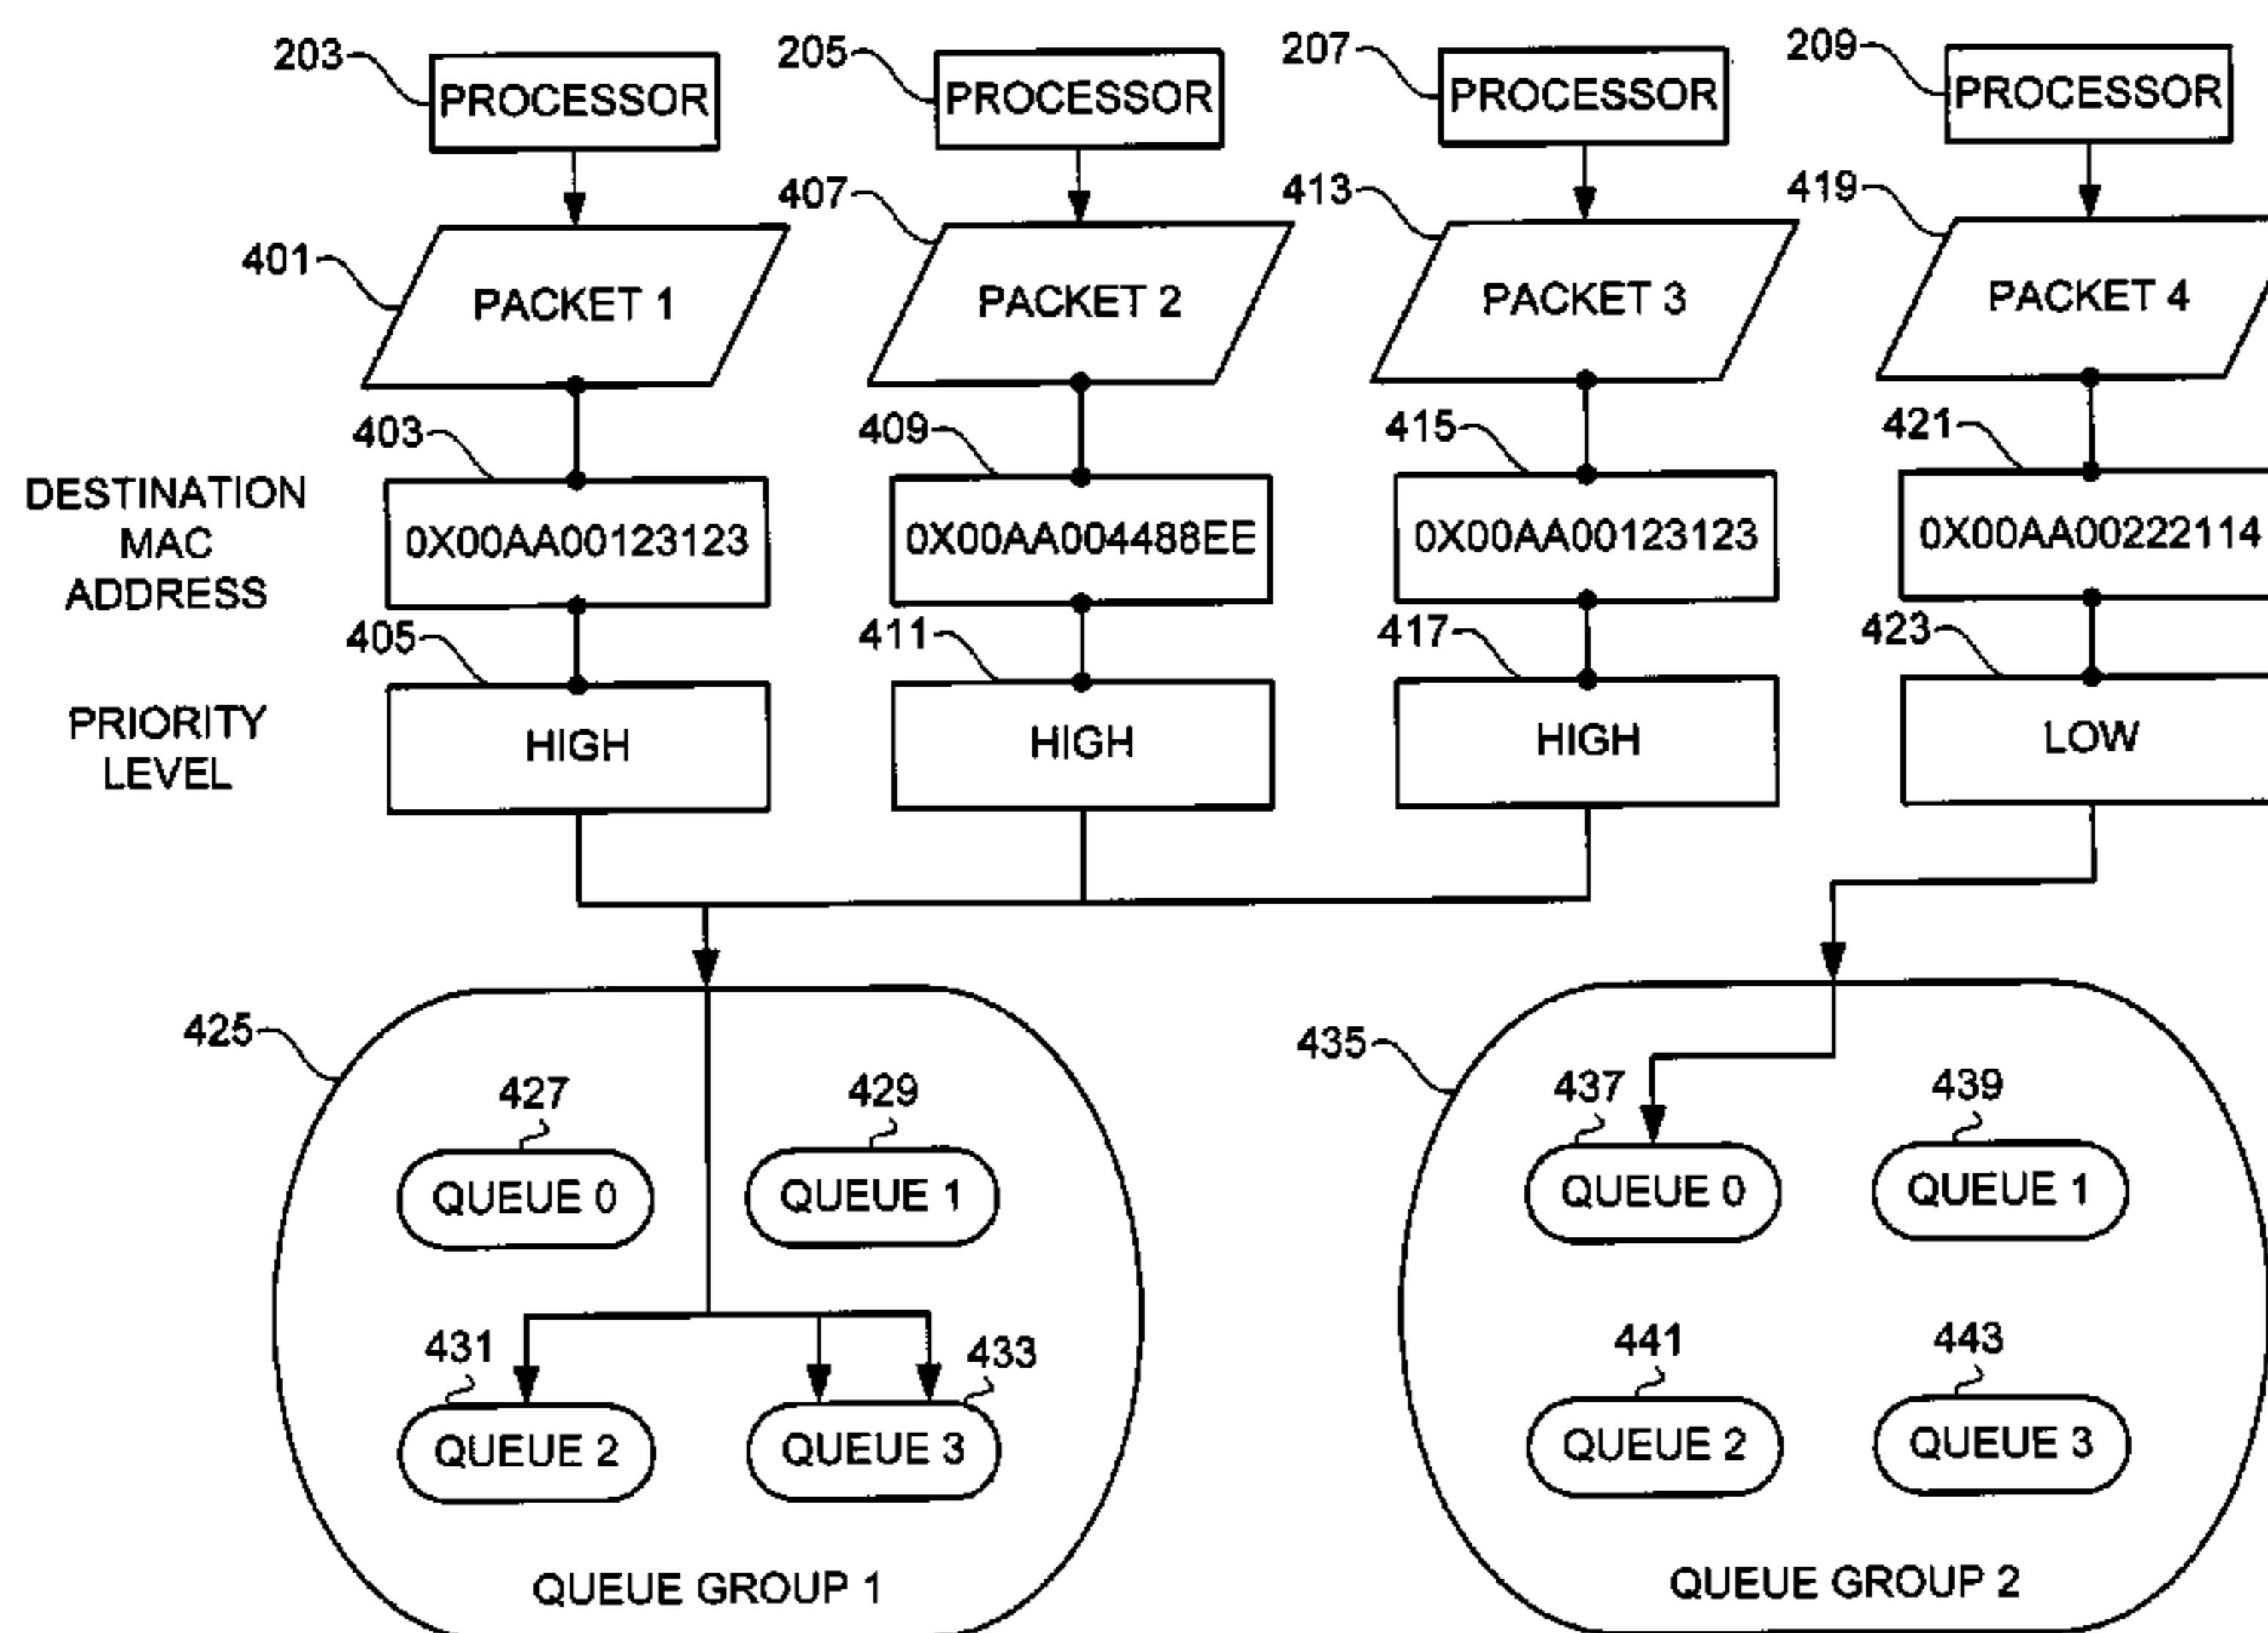 203 PROCESSOR 205 PROCESSOR 207 PROCESSOR 209 PROCESSOR
401 PACKET 1 407 PACKET 2 413 PACKET 3 419 PACKET 4
403 409 415 421
DESTINATION
MAC
ADDRESS
0X00AA00123123 0X00AA004488EE 0X00AA00123123 0X00AA00222114
405 411 417 423
PRIORITY
LEVEL
HIGH HIGH HIGH LOW
425 435
427 429 437 439
QUEUE 0 QUEUE 1 QUEUE 0 QUEUE 1
431 433 441 443
QUEUE 2 QUEUE 3 QUEUE 2 QUEUE 3
QUEUE GROUP 1 QUEUE GROUP 2